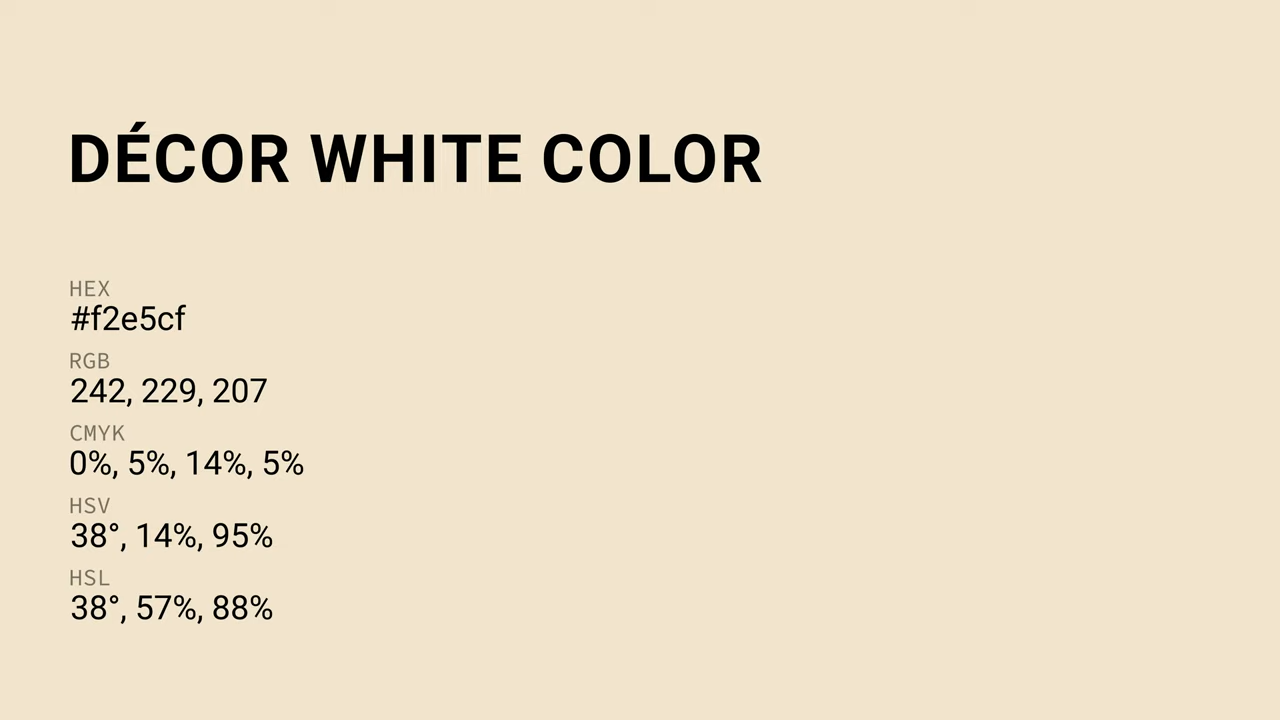 DÉCOR WHITE COLOR
HEX
#f2e5cf
RGB
242, 229, 207
CMYK
0%, 5%, 14%, 5%
HSV
38°, 14%, 95%
HSL
38°, 57%, 88%